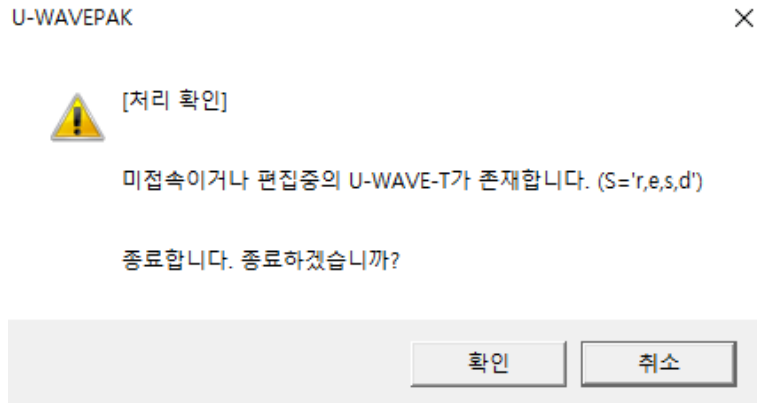 U-WAVEPAK
[처리 확인]
미접속이거나 편집중의 U-WAVE-T가 존재합니다. (S='r,e,s,d')
종료합니다. 종료하겠습니까?
확인
취소